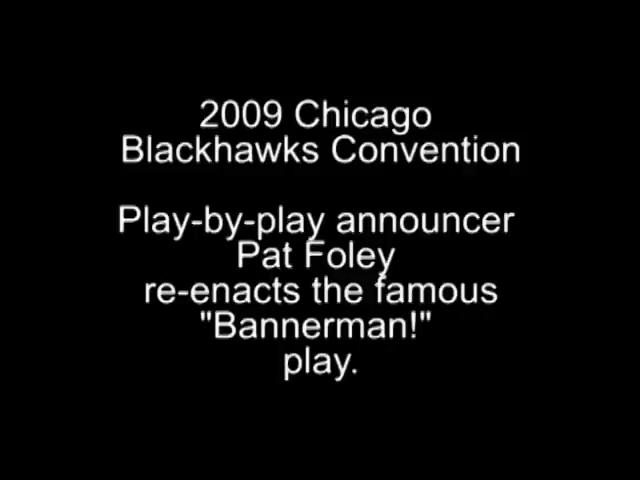 2009 Chicago
Blackhawks Convention
Play-by-play announcer
Pat Foley
re-enacts the famous
"Bannerman!"
play.